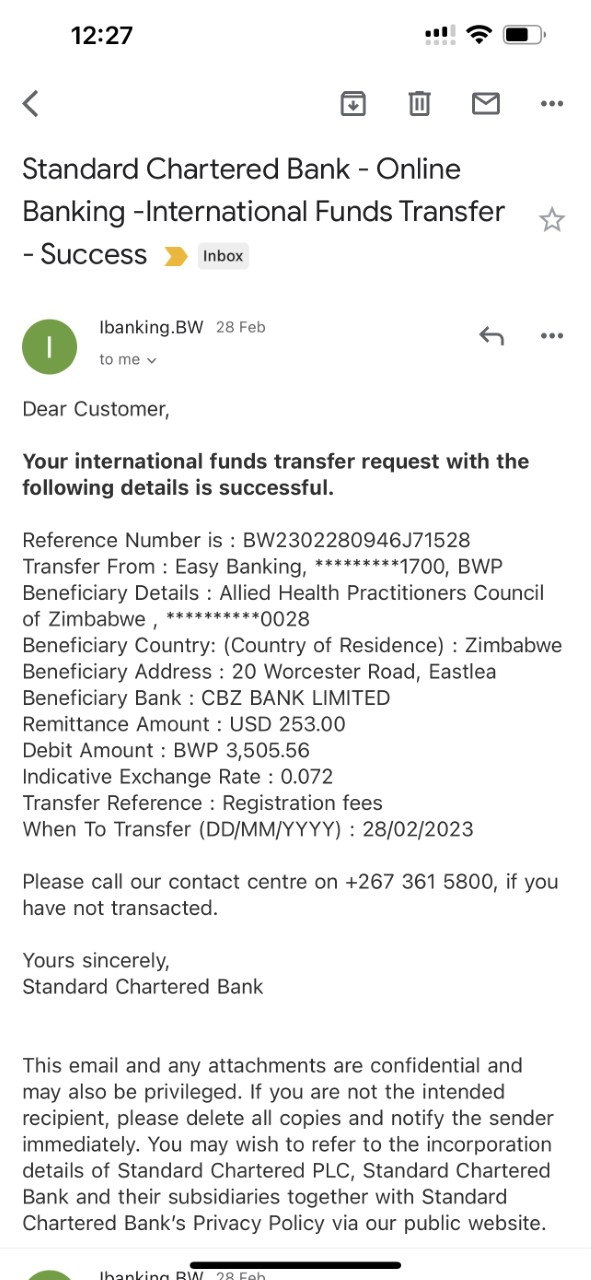 12:27
Standard Chartered Bank - Online
Banking -International Funds Transfer
- Success Inbox
Ibanking.BW 28 Feb
to me
I
Dear Customer,
Your international funds transfer request with the
following details is successful.
Reference Number is : BW2302280946J71528
Transfer From : Easy Banking, *********1700, BWP
Beneficiary Details : Allied Health Practitioners Council
of Zimbabwe , **********0028
Beneficiary Country: (Country of Residence) : Zimbabwe
Beneficiary Address : 20 Worcester Road, Eastlea
Beneficiary Bank : CBZ BANK LIMITED
Remittance Amount : USD 253.00
Debit Amount : BWP 3,505.56
Indicative Exchange Rate : 0.072
Transfer Reference : Registration fees
When To Transfer (DD/MM/YYYY) : 28/02/2023
Please call our contact centre on +267 361 5800, if you
have not transacted.
Yours sincerely,
Standard Chartered Bank
This email and any attachments are confidential and
may also be privileged. If you are not the intended
recipient, please delete all copies and notify the sender
immediately. You may wish to refer to the incorporation
details of Standard Chartered PLC, Standard Chartered
Bank and their subsidiaries together with Standard
Chartered Bank's Privacy Policy via our public website.
Ibanking.BW 28 Feb